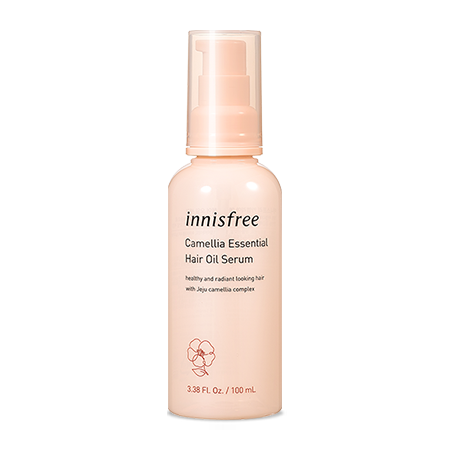 innisfree
Camellia Essential
Hair Oil Serum
healthy and radiant looking hair
with Jeju camellia complex
3.38 Fl. Oz. / 100 mL